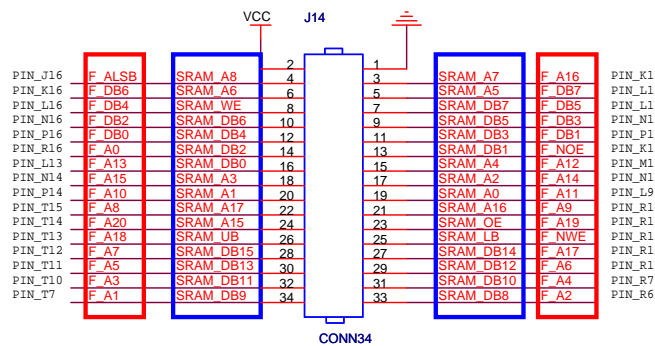 VCC J14
2 1
PIN_J16 F_ALSB SRAM_A8 4 3 SRAM_A7 F_A16 PIN_K1
PIN_K16 F_DB6 SRAM_A6 6 5 SRAM_A5 F_DB7 PIN_L1
PIN_L16 F_DB4 SRAM_WE 8 7 SRAM_DB7 F_DB5 PIN_L1
PIN_N16 F_DB2 SRAM_DB6 10 9 SRAM_DB5 F_DB3 PIN_N1
PIN_P16 F_DB0 SRAM_DB4 12 11 SRAM_DB3 F_DB1 PIN_P1
PIN_R16 F_A0 SRAM_DB2 14 13 SRAM_DB1 F_NOE PIN_K1
PIN_L13 F_A13 SRAM_DB0 16 15 SRAM_A4 F_A12 PIN_M1
PIN_N14 F_A15 SRAM_A3 18 17 SRAM_A2 F_A14 PIN_N1
PIN_P14 F_A10 SRAM_A1 20 19 SRAM_A0 F_A11 PIN_L9
PIN_T15 F_A8 SRAM_A17 22 21 SRAM_A16 F_A9 PIN_R1
PIN_T14 F_A20 SRAM_A15 24 23 SRAM_OE F_A19 PIN_R1
PIN_T13 F_A18 SRAM_UB 26 25 SRAM_LB F_NWE PIN_R1
PIN_T12 F_A7 SRAM_DB15 28 27 SRAM_DB14 F_A17 PIN_R1
PIN_T11 F_A5 SRAM_DB13 30 29 SRAM_DB12 F_A6 PIN_R1
PIN_T10 F_A3 SRAM_DB11 32 31 SRAM_DB10 F_A4 PIN_R7
PIN_T7 F_A1 SRAM_DB9 34 33 SRAM_DB8 F_A2 PIN_R6
CONN34